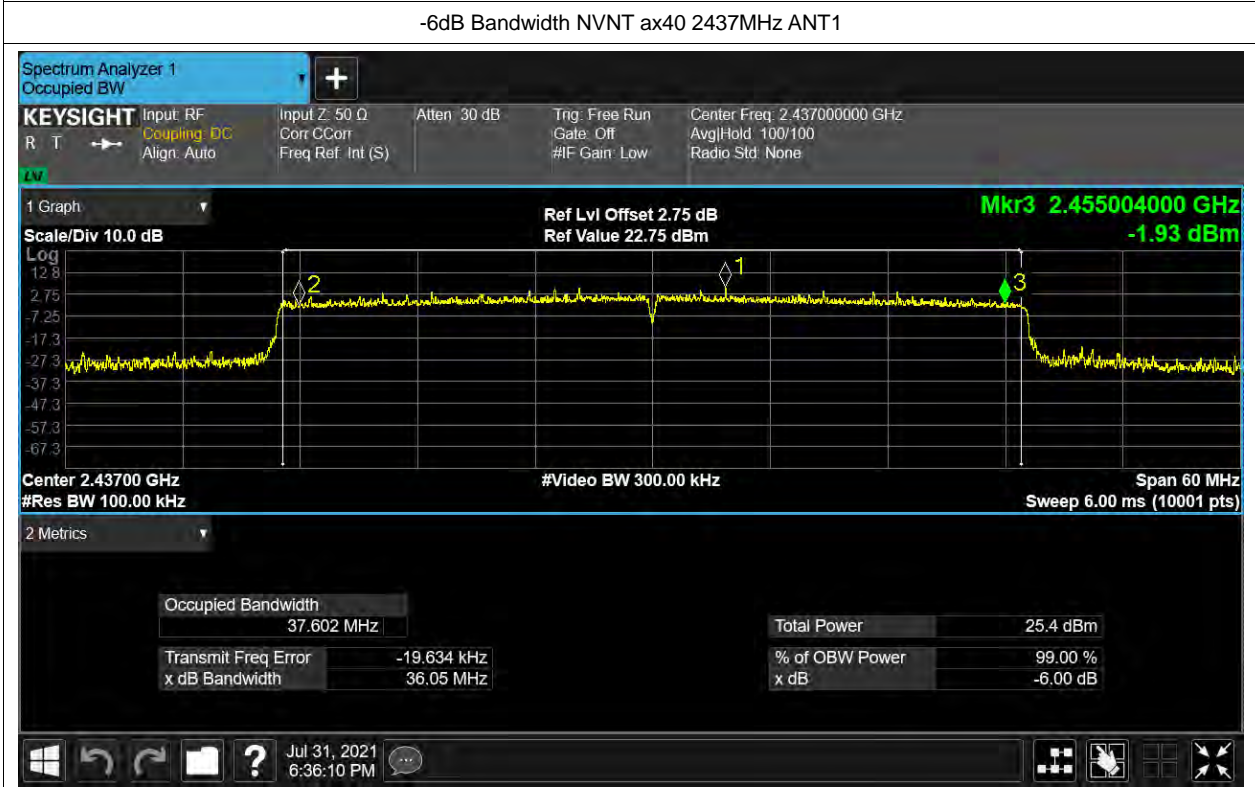 -6dB Bandwidth NVNT ax40 2437MHz ANT1
Spectrum Analyzer 1
Occupied BW
+
KEYSIGHT
R T
Input: RF
Coupling: DC
Align: Auto
Input Z: 50 Ω
Corr CCorr
Freq Ref: Int (S)
Atten: 30 dB
Trig: Free Run
Gate: Off
#IF Gain: Low
Center Freq: 2.437000000 GHz
Avg|Hold: 100/100
Radio Std: None
1 Graph
Scale/Div 10.0 dB
Ref Lvl Offset 2.75 dB
Ref Value 22.75 dBm
Mkr3 2.455004000 GHz
-1.93 dBm
Log
12.8
2.75
-7.25
-17.3
-27.3
-37.3
-47.3
-57.3
-67.3
2
1
3
Center 2.43700 GHz
#Res BW 100.00 kHz
#Video BW 300.00 kHz
Span 60 MHz
Sweep 6.00 ms (10001 pts)
2 Metrics
Occupied Bandwidth
37.602 MHz
Transmit Freq Error -19.634 kHz
x dB Bandwidth 36.05 MHz
Total Power 25.4 dBm
% of OBW Power 99.00 %
x dB -6.00 dB
?
Jul 31, 2021
6:36:10 PM